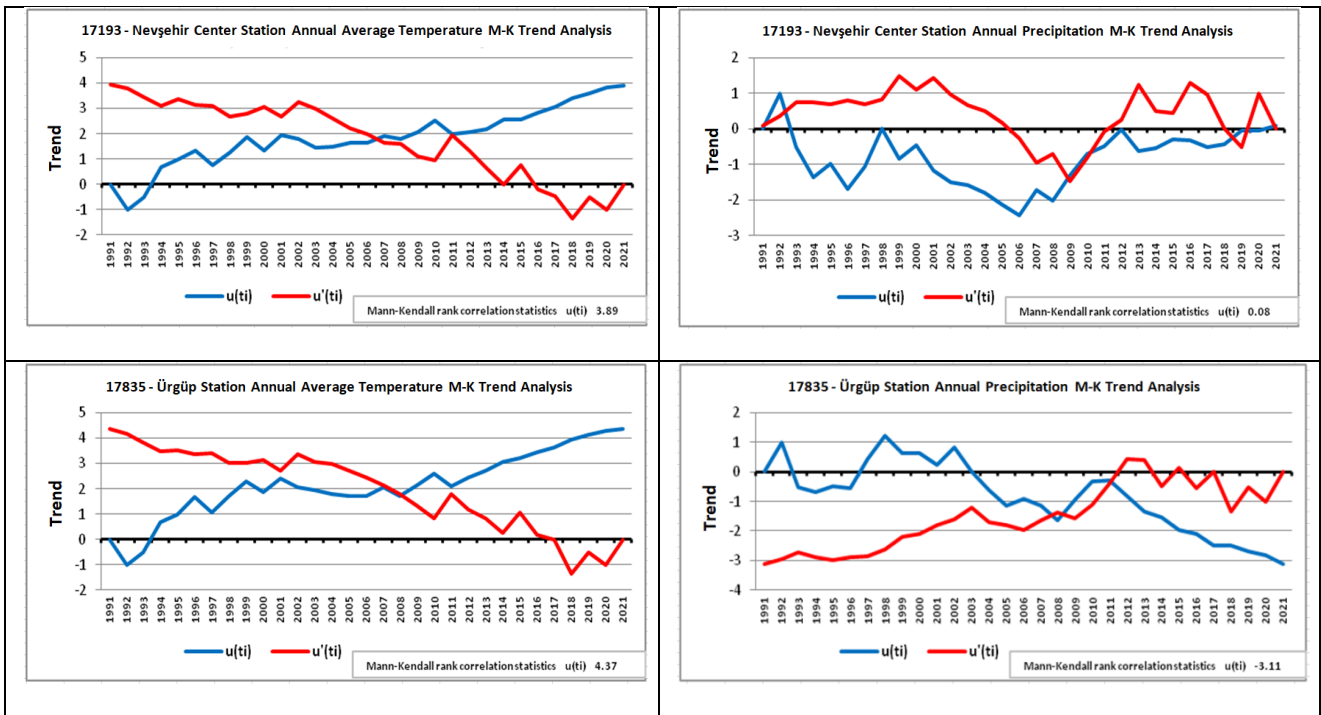 17193 - Nevşehir Center Station Annual Average Temperature M-K Trend Analysis
5
4
3
2
1
0
-1
-2
Trend
1991 1992 1993 1994 1995 1996 1997 1998 1999 2000 2001 2002 2003 2004 2005 2006 2007 2008 2009 2010 2011 2012 2013 2014 2015 2016 2017 2018 2019 2020 2021
u(ti) u'(ti)
Mann-Kendall rank correlation statistics u(ti) 3.89
17193 - Nevşehir Center Station Annual Precipitation M-K Trend Analysis
2
1
0
-1
-2
-3
Trend
1991 1992 1993 1994 1995 1996 1997 1998 1999 2000 2001 2002 2003 2004 2005 2006 2007 2008 2009 2010 2011 2012 2013 2014 2015 2016 2017 2018 2019 2020 2021
u(ti) u'(ti)
Mann-Kendall rank correlation statistics u(ti) 0.08
17835 - Ürgüp Station Annual Average Temperature M-K Trend Analysis
5
4
3
2
1
0
-1
-2
Trend
1991 1992 1993 1994 1995 1996 1997 1998 1999 2000 2001 2002 2003 2004 2005 2006 2007 2008 2009 2010 2011 2012 2013 2014 2015 2016 2017 2018 2019 2020 2021
u(ti) u'(ti)
Mann-Kendall rank correlation statistics u(ti) 4.37
17835 - Ürgüp Station Annual Precipitation M-K Trend Analysis
2
1
0
-1
-2
-3
-4
Trend
1991 1992 1993 1994 1995 1996 1997 1998 1999 2000 2001 2002 2003 2004 2005 2006 2007 2008 2009 2010 2011 2012 2013 2014 2015 2016 2017 2018 2019 2020 2021
u(ti) u'(ti)
Mann-Kendall rank correlation statistics u(ti) -3.11